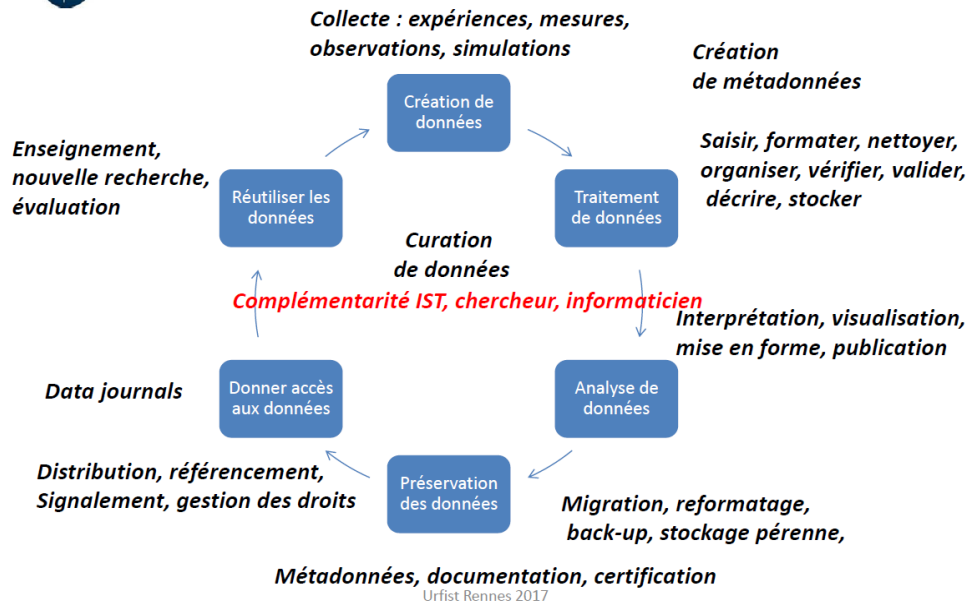 Collecte : expériences, mesures,
observations, simulations
Création
de métadonnées
Création de
données
Saisir, formater, nettoyer,
organiser, vérifier, valider,
décrire, stocker
Enseignement,
nouvelle recherche,
évaluation
Réutiliser les
données
Traitement
de données
Curation
de données
Complémentarité IST, chercheur, informaticien
Interprétation, visualisation,
mise en forme, publication
Data journals
Donner accès
aux données
Analyse de
données
Distribution, référencement,
Signalement, gestion des droits
Préservation
des données
Migration, reformatage,
back-up, stockage pérenne,
Métadonnées, documentation, certification
Urfist Rennes 2017